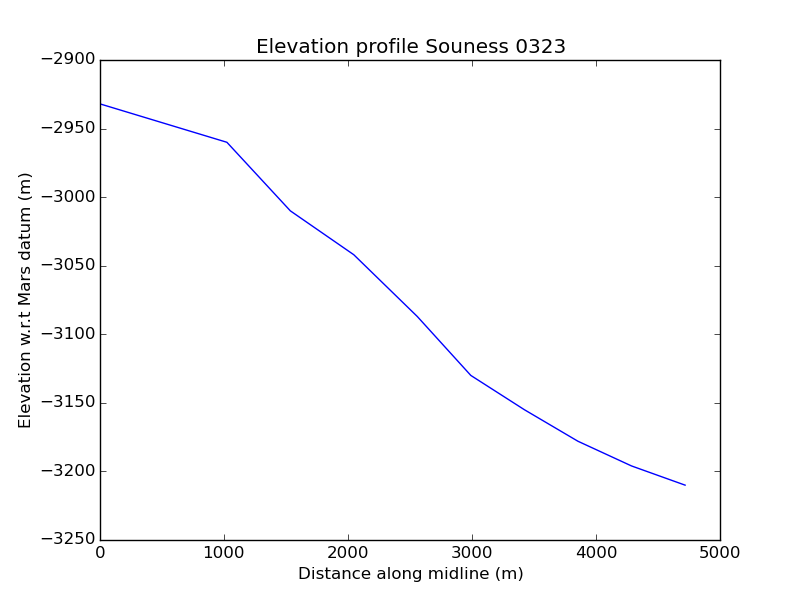 Elevation profile Souness 0323
−2900
−2950
−3000
−3050
−3100
−3150
−3200
−3250
Elevation w.r.t Mars datum (m)
0 1000 2000 3000 4000 5000
Distance along midline (m)